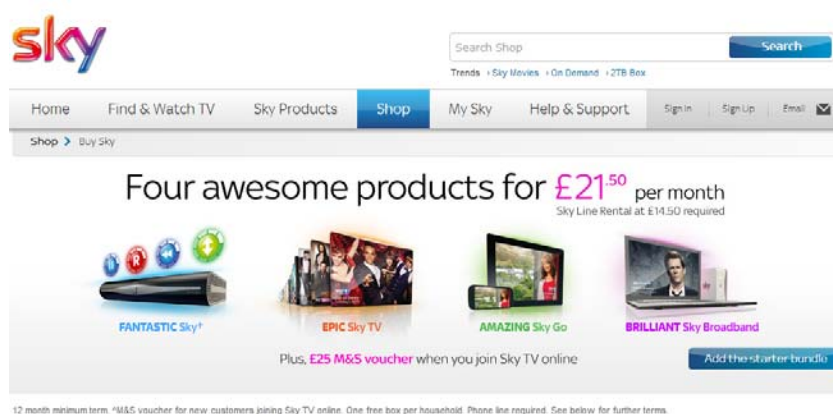 sky
Search Shop
Search
Trends › Sky Movies › On Demand › 2TB Box
Home Find & Watch TV Sky Products Shop My Sky Help & Support Sign In Sign Up Email
Shop > Buy Sky
Four awesome products for £21.50 per month
Sky Line Rental at £14.50 required
R
FANTASTIC Sky+ EPIC Sky TV AMAZING Sky Go BRILLIANT Sky Broadband
Plus, £25 M&S voucher when you join Sky TV online
Add the starter bundle
12 month minimum term. ^M&S voucher for new customers joining Sky TV online. One free box per household. Phone line required. See below for further terms.